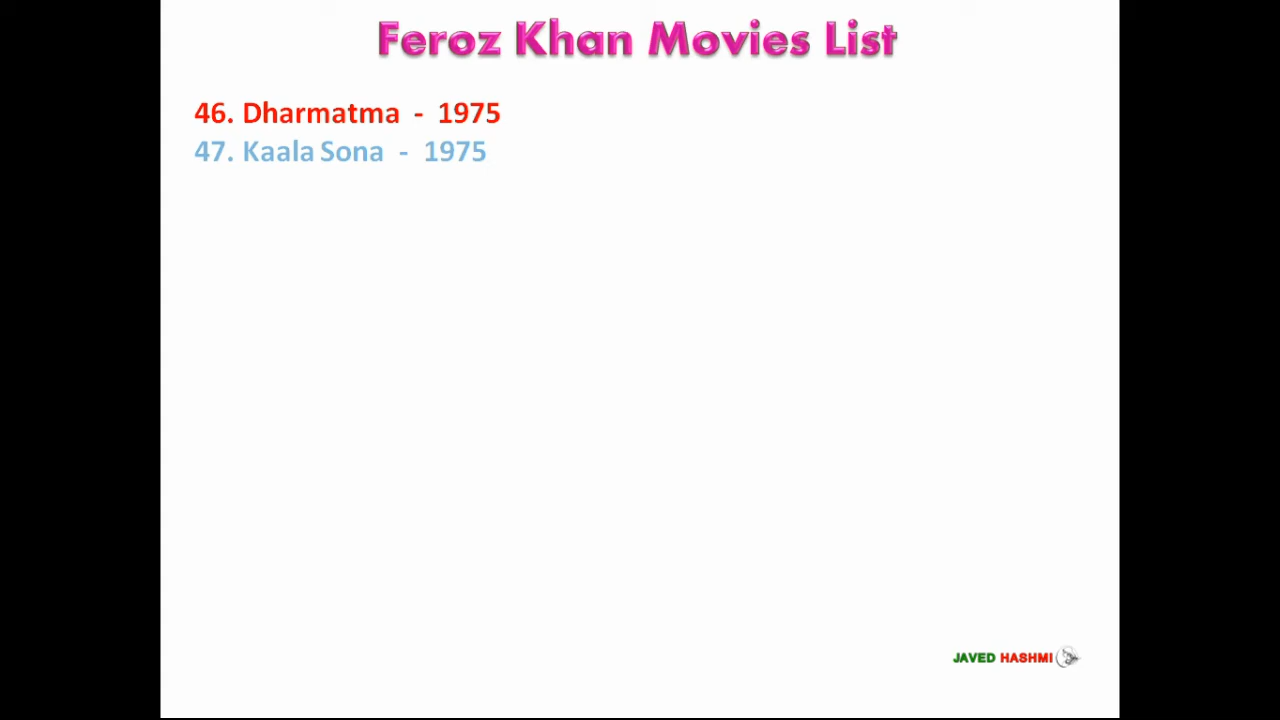 Feroz Khan Movies List
46. Dharmatma - 1975
47. Kaala Sona - 1975
JAVED HASHMI